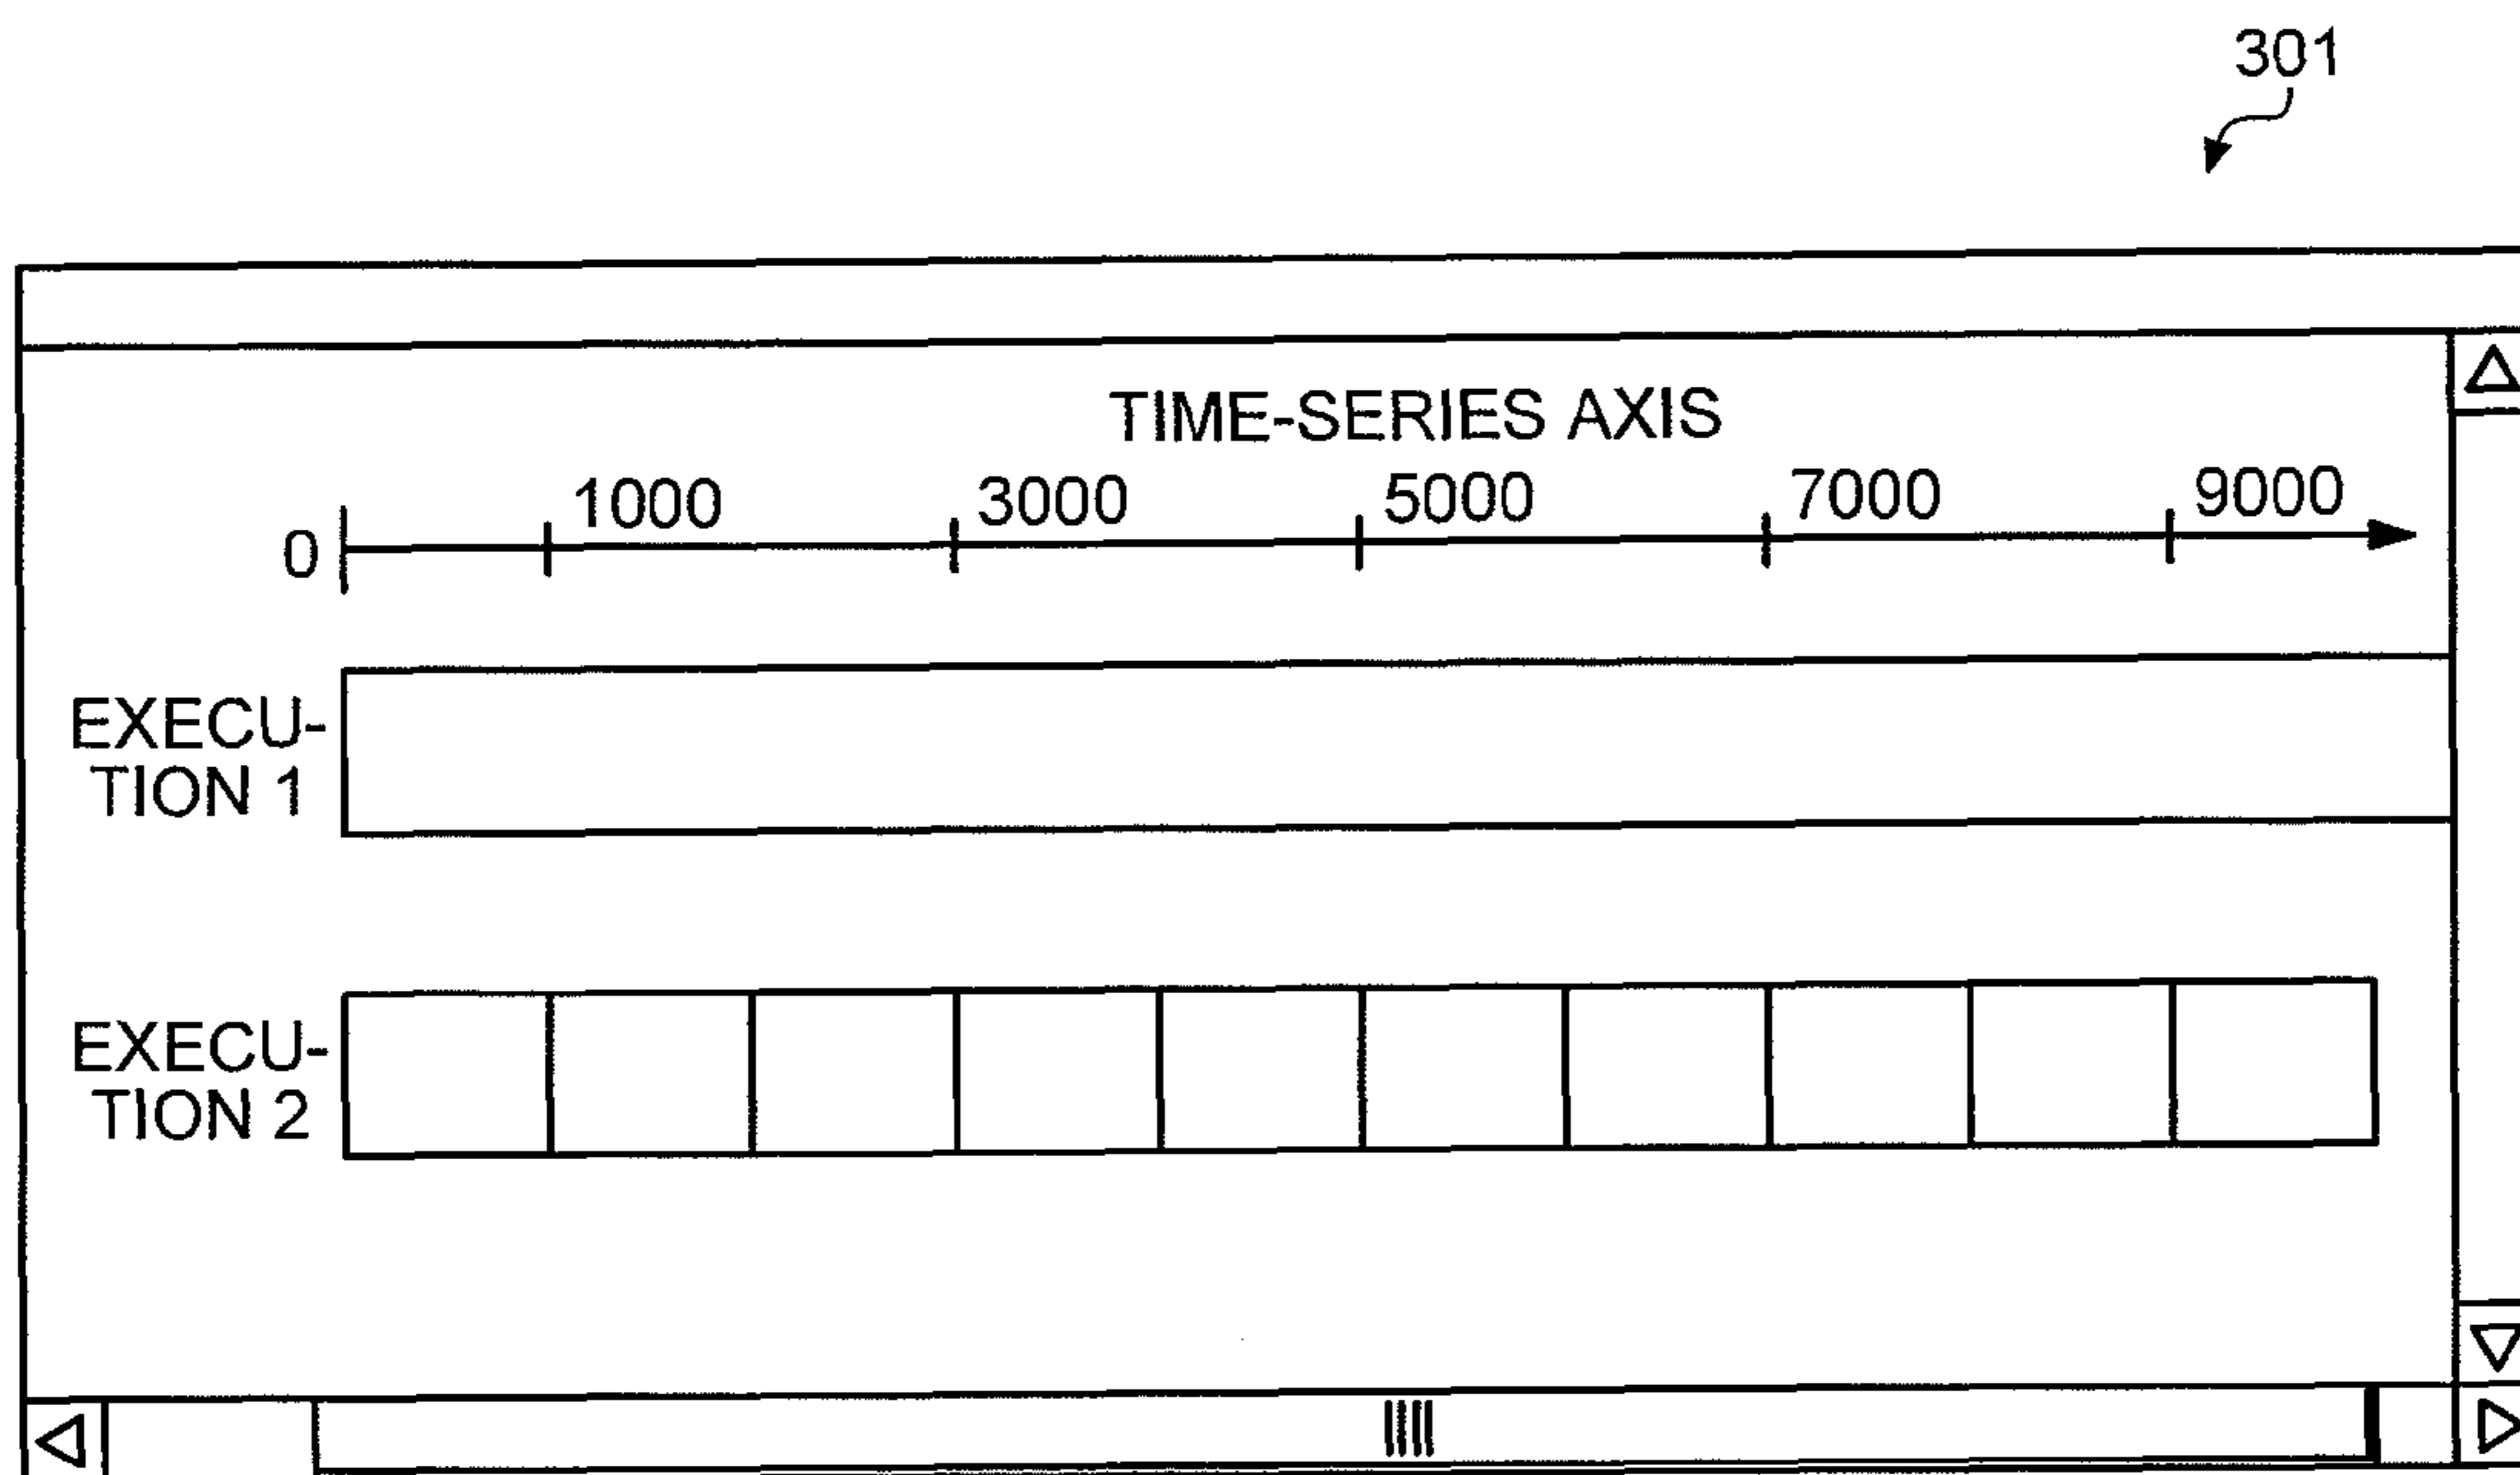 301
TIME-SERIES AXIS
0 1000 3000 5000 7000 9000
EXECU-
TION 1
EXECU-
TION 2